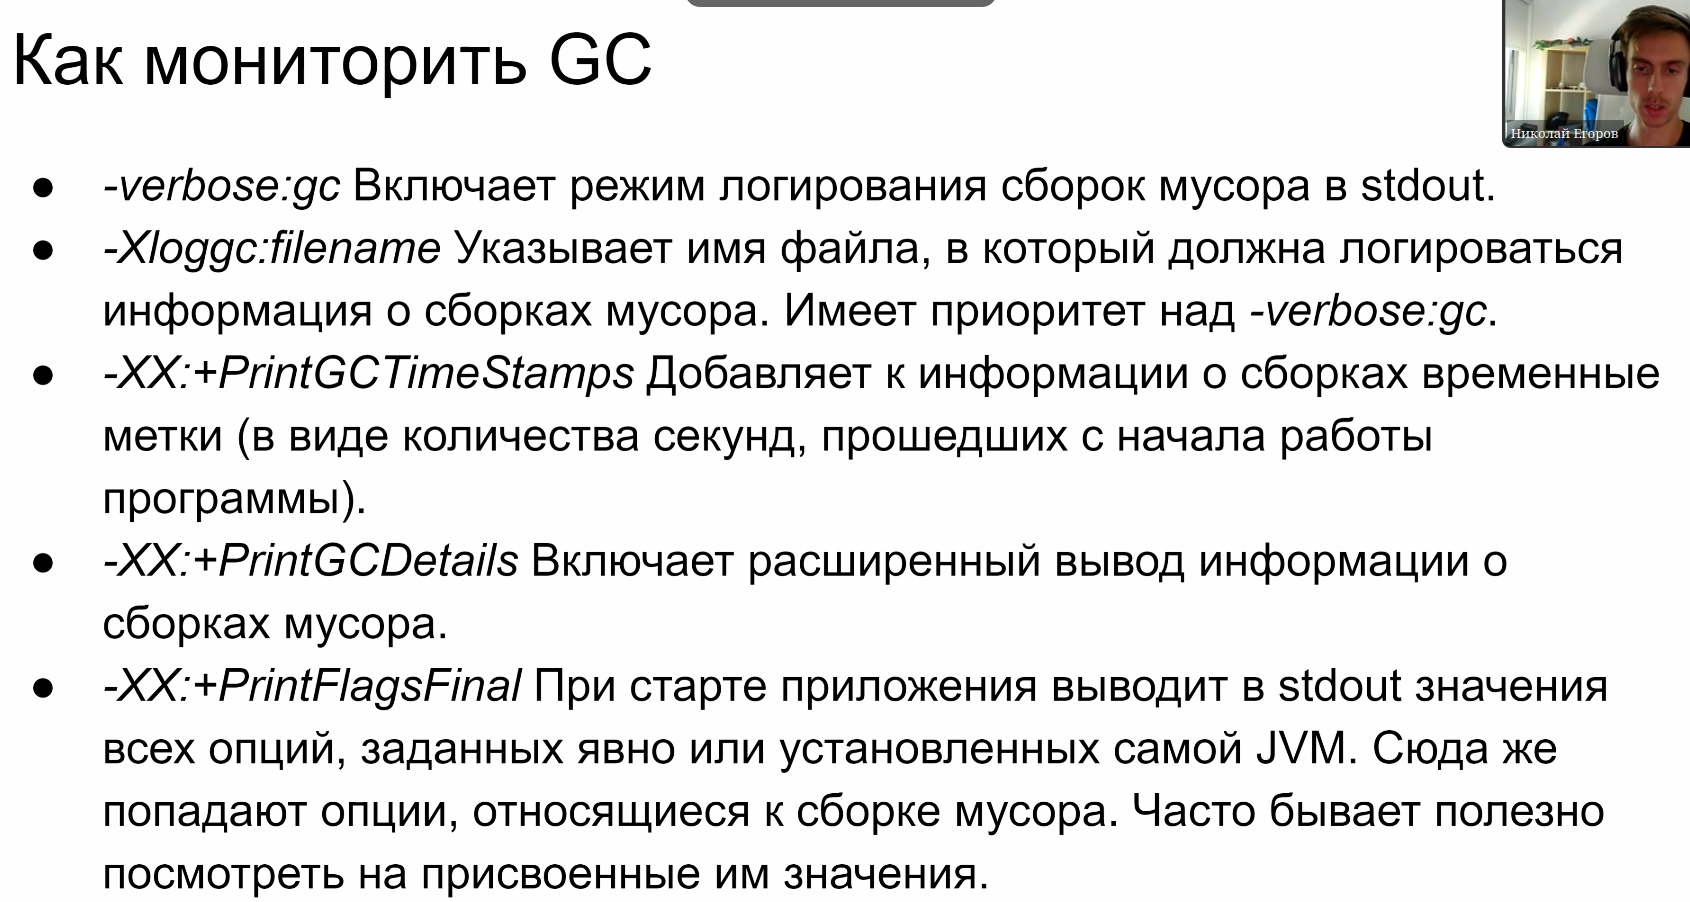 Как мониторить GC
Николай Егоров
● -verbose:gc Включает режим логирования сборок мусора в stdout.
● -Xloggc:filename Указывает имя файла, в который должна логироваться
информация о сборках мусора. Имеет приоритет над -verbose:gc.
● -XX:+PrintGCTimeStamps Добавляет к информации о сборках временные
метки (в виде количества секунд, прошедших с начала работы
программы).
● -XX:+PrintGCDetails Включает расширенный вывод информации о
сборках мусора.
● -XX:+PrintFlagsFinal При старте приложения выводит в stdout значения
всех опций, заданных явно или установленных самой JVM. Сюда же
попадают опции, относящиеся к сборке мусора. Часто бывает полезно
посмотреть на присвоенные им значения.